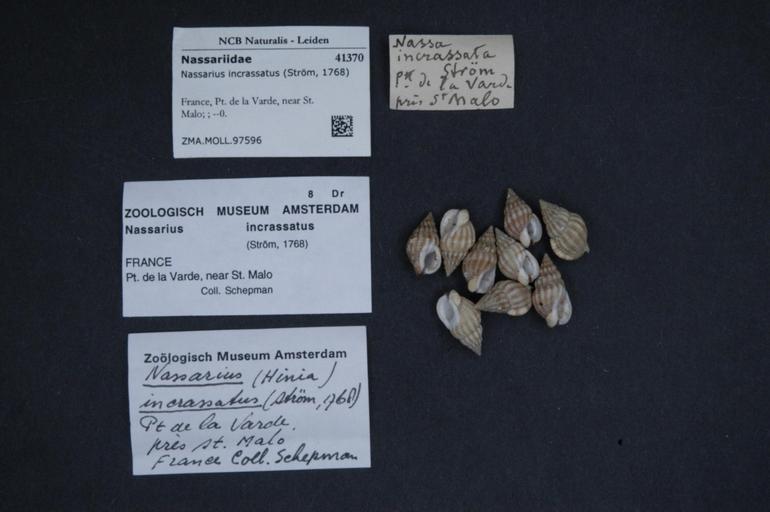 NCB Naturalis - Leiden
Nassariidae 41370
Nassarius incrassatus (Ström, 1768)
France, Pt. de la Varde, near St.
Malo; ; --0.
ZMA.MOLL.97596
Nassa
incrassata
Ström
Pte de la Varde
près St Malo
8 Dr
ZOOLOGISCH MUSEUM AMSTERDAM
Nassarius incrassatus
(Ström, 1768)
FRANCE
Pt. de la Varde, near St. Malo
Coll. Schepman
Zoölogisch Museum Amsterdam
Nassarius (Hinia)
incrassatus (Ström, 1768)
Pt de la Varde,
près St. Malo
France Coll. Schepman